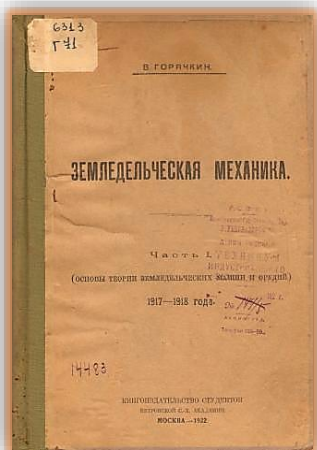 6313
Г71
В. ГОРЯЧКИН.
ЗЕМЛЕДЕЛЬЧЕСКАЯ МЕХАНИКА.
Часть I.
(ОСНОВЫ ТЕОРИИ ЗЕМЛЕДЕЛЬЧЕСКИХ МАШИН И ОРУДИЙ)
1917—1918 год.
14483
КНИГОИЗДАТЕЛЬСТВО СТУДЕНТОВ
ПЕТРОВСКОЙ С.-Х. АКАДЕМИИ
МОСКВА—1922